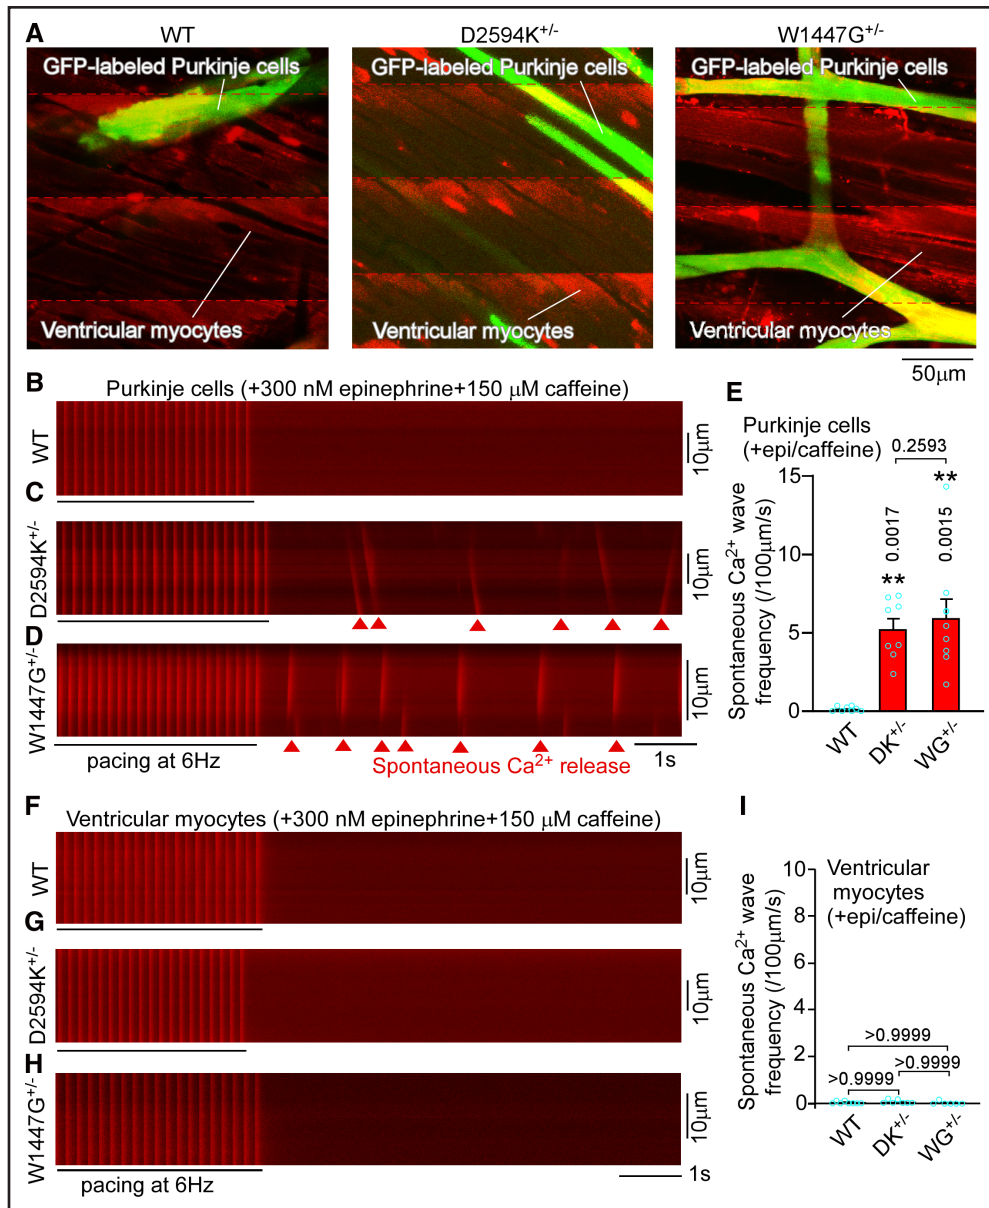 A
WT
D2594K+/-
W1447G+/-
GFP-labeled Purkinje cells
GFP-labeled Purkinje cells
GFP-labeled Purkinje cells
Ventricular myocytes
Ventricular myocytes
Ventricular myocytes
50μm
B
Purkinje cells (+300 nM epinephrine+150 μM caffeine)
WT
10μm
C
D2594K+/-
10μm
D
W1447G+/-
10μm
pacing at 6Hz
Spontaneous Ca2+ release
1s
E
Purkinje cells
(+epi/caffeine)
0.2593
Spontaneous Ca2+ wave
frequency (/100μm/s)
15
10
5
0
**
0.0017
**
0.0015
WT
DK+/-
WG+/-
F
Ventricular myocytes (+300 nM epinephrine+150 μM caffeine)
WT
10μm
G
D2594K+/-
10μm
H
W1447G+/-
10μm
pacing at 6Hz
1s
I
Ventricular
myocytes
(+epi/caffeine)
Spontaneous Ca2+ wave
frequency (/100μm/s)
10
8
6
4
2
0
>0.9999
>0.9999
>0.9999
WT
DK+/-
WG+/-